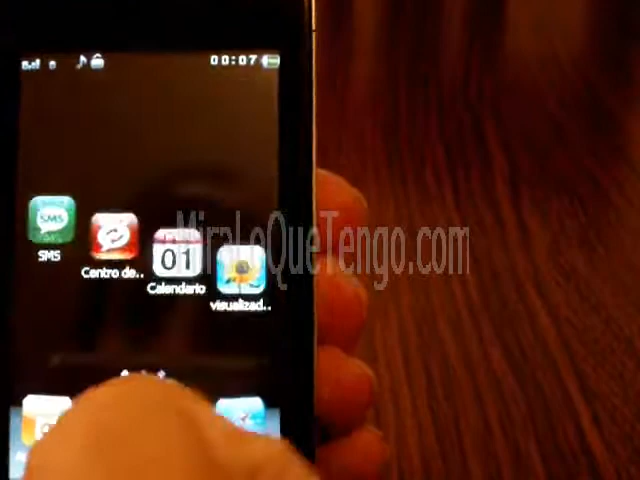 00:07
SMS
SMS
Centro de..
01
Calendario
visualizad..
MiraLoQueTengo.com